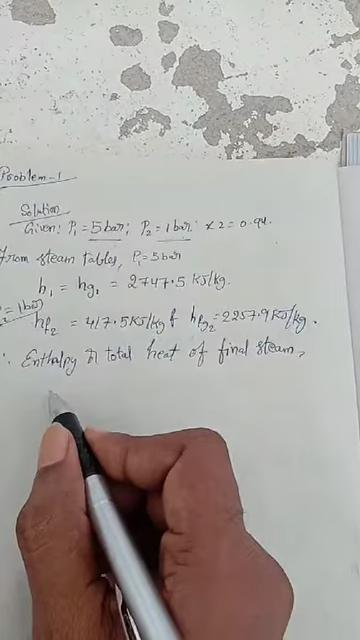 Problem-1
Solution
Given: P₁ = 5 bar; P₂ = 1 bar; x2 = 0.94.
From steam tables, P₁ = 5 bar
h₁ = hg₁ = 2747.5 KJ/kg.
= 1 bar
hf₂ = 417.5 KJ/kg & hfg₂ = 2257.9 KJ/kg.
∴ Enthalpy or total heat of final steam,